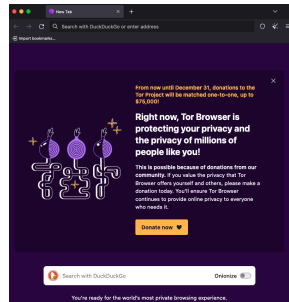 New Tab
Search with DuckDuckGo or enter address
Import bookmarks...
From now until December 31, donations to the
Tor Project will be matched one-to-one, up to
$75,000!
Right now, Tor Browser is
protecting your privacy and
the privacy of millions of
people like you!
This is possible because of donations from our
community. If you value the privacy that Tor
Browser offers yourself and others, please make a
donation today. You'll ensure Tor Browser
continues to provide online privacy to everyone
who needs it.
Donate now
Search with DuckDuckGo
Onionize
You're ready for the world's most private browsing experience.